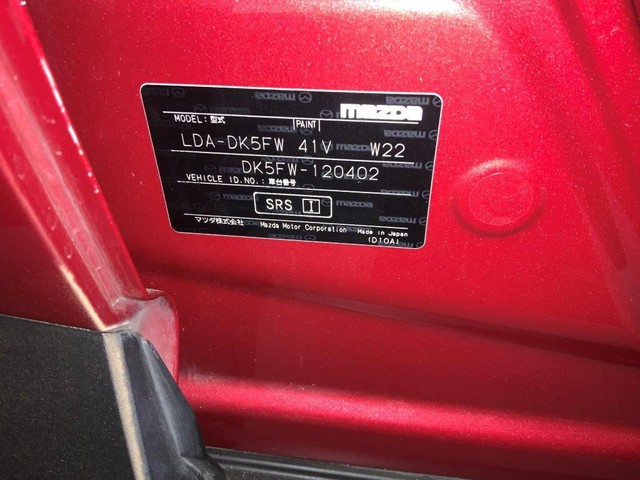 mazda
MODEL:型式
PAINT
LDA-DK5FW 41V W22
DK5FW-120402
VEHICLE ID.NO.:車台番号
SRS I
マツダ株式会社 Mazda Motor Corporation Made in Japan
(D10A)